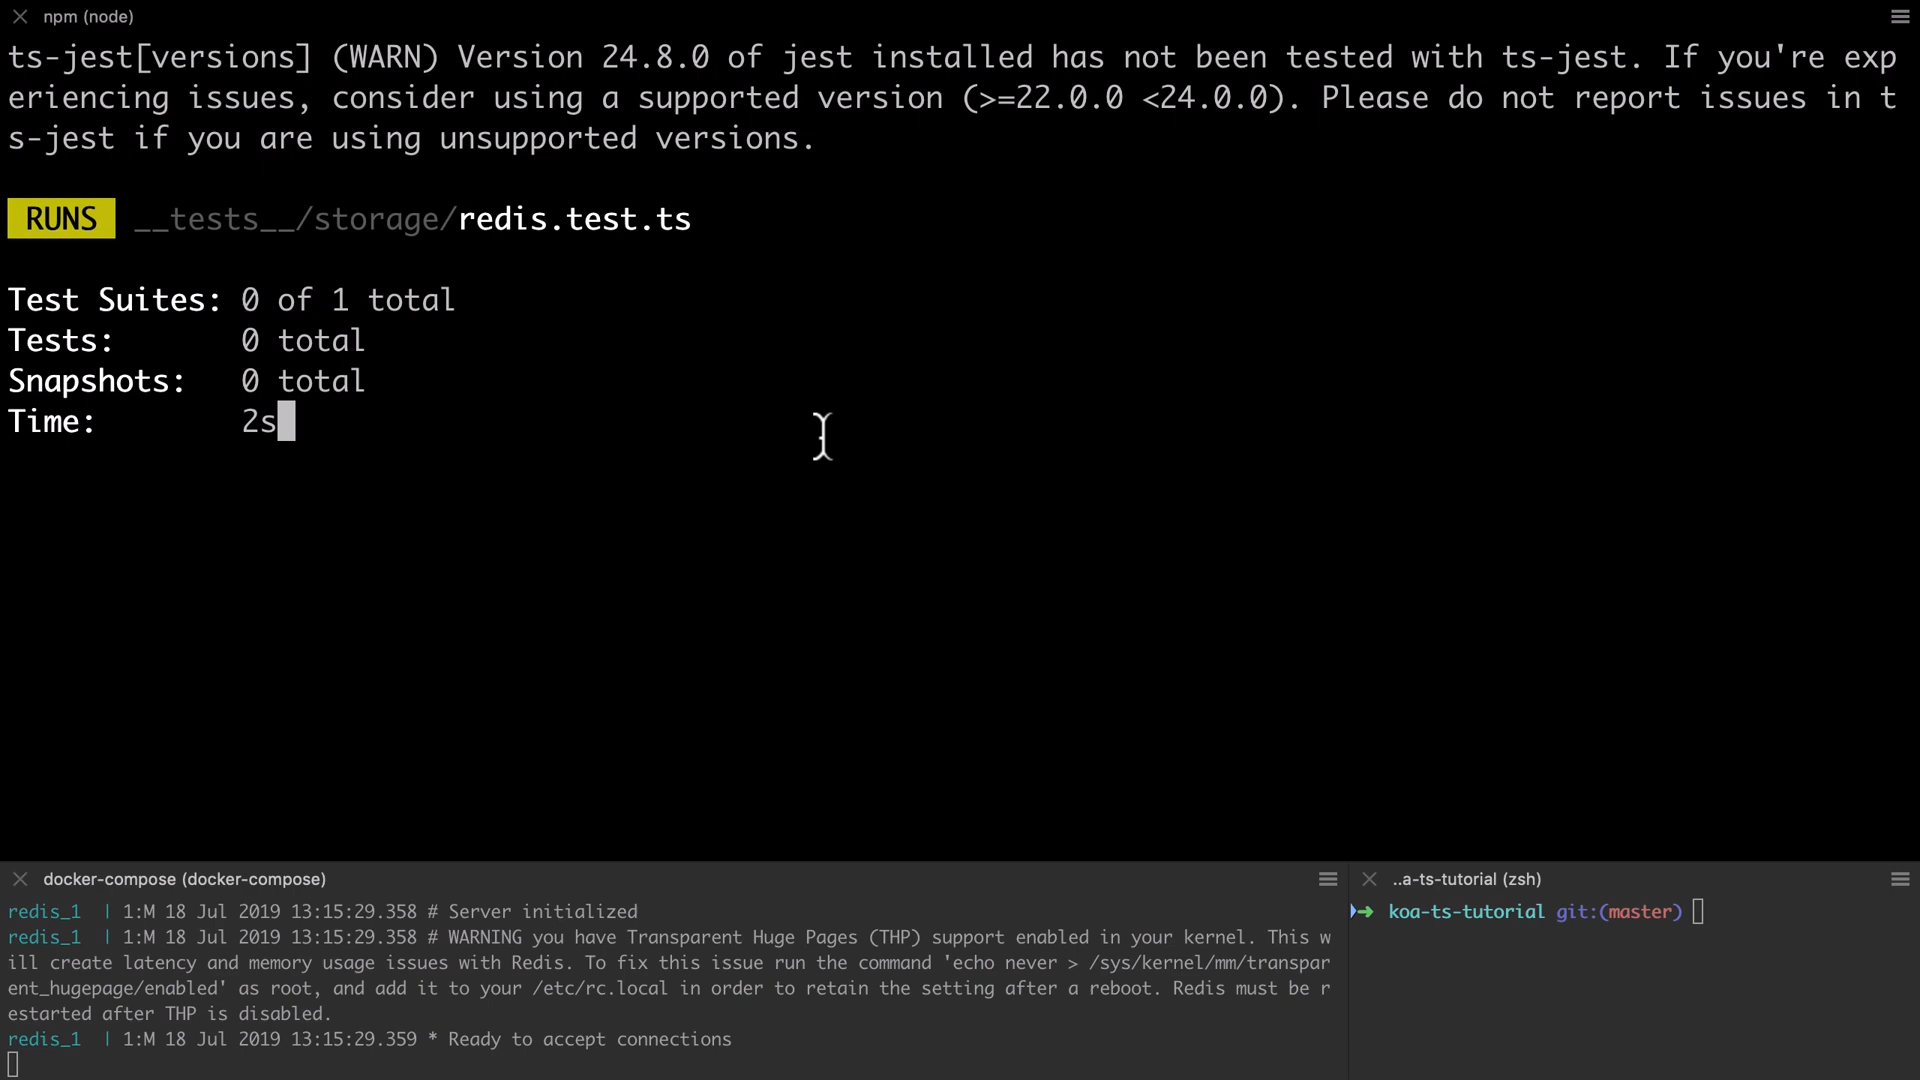 npm (node)
ts-jest[versions] (WARN) Version 24.8.0 of jest installed has not been tested with ts-jest. If you're exp
eriencing issues, consider using a supported version (>=22.0.0 <24.0.0). Please do not report issues in t
s-jest if you are using unsupported versions.
RUNS __tests__/storage/redis.test.ts
Test Suites: 0 of 1 total
Tests: 0 total
Snapshots: 0 total
Time: 2s
docker-compose (docker-compose)
redis_1 | 1:M 18 Jul 2019 13:15:29.358 # Server initialized
redis_1 | 1:M 18 Jul 2019 13:15:29.358 # WARNING you have Transparent Huge Pages (THP) support enabled in your kernel. This w
ill create latency and memory usage issues with Redis. To fix this issue run the command 'echo never > /sys/kernel/mm/transpar
ent_hugepage/enabled' as root, and add it to your /etc/rc.local in order to retain the setting after a reboot. Redis must be r
estarted after THP is disabled.
redis_1 | 1:M 18 Jul 2019 13:15:29.359 * Ready to accept connections
..a-ts-tutorial (zsh)
➜ koa-ts-tutorial git:(master)